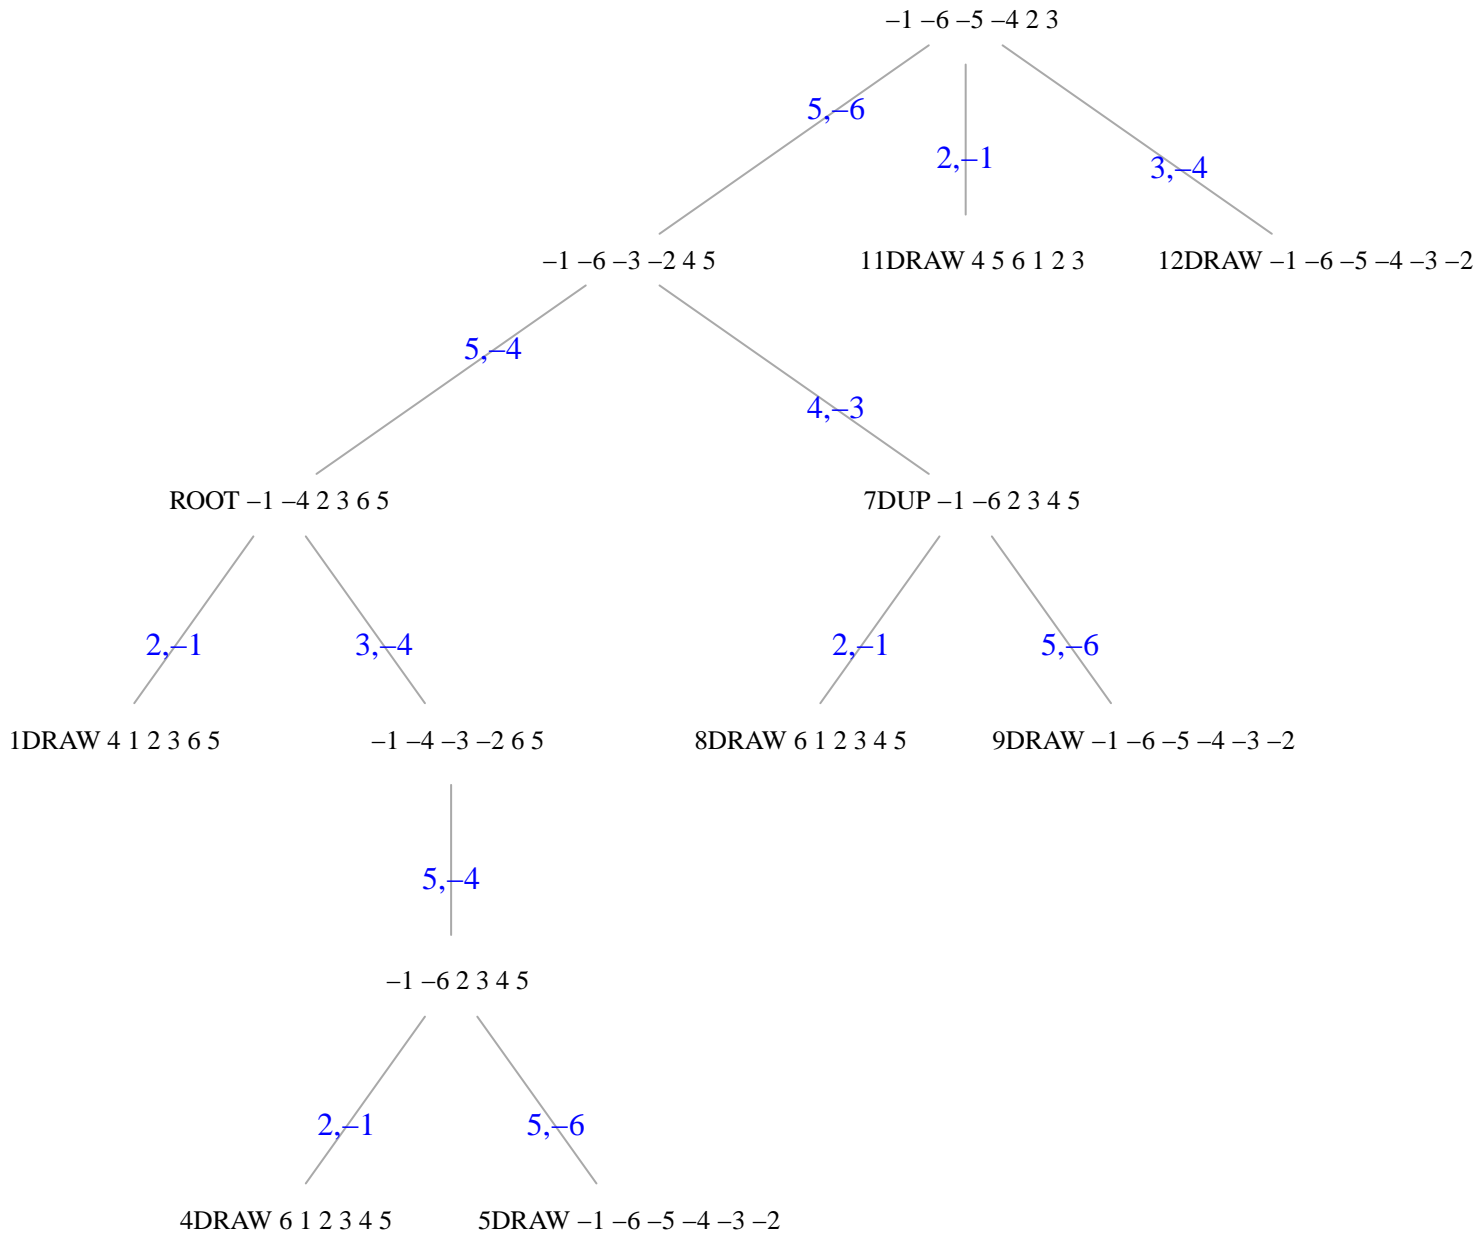 –1 –6 –5 –4 2 3
5,–6
2,–1
3,–4
–1 –6 –3 –2 4 5
11DRAW 4 5 6 1 2 3
12DRAW –1 –6 –5 –4 –3 –2
5,–4
4,–3
ROOT –1 –4 2 3 6 5
7DUP –1 –6 2 3 4 5
2,–1
3,–4
2,–1
5,–6
1DRAW 4 1 2 3 6 5
–1 –4 –3 –2 6 5
8DRAW 6 1 2 3 4 5
9DRAW –1 –6 –5 –4 –3 –2
5,–4
–1 –6 2 3 4 5
2,–1
5,–6
4DRAW 6 1 2 3 4 5
5DRAW –1 –6 –5 –4 –3 –2